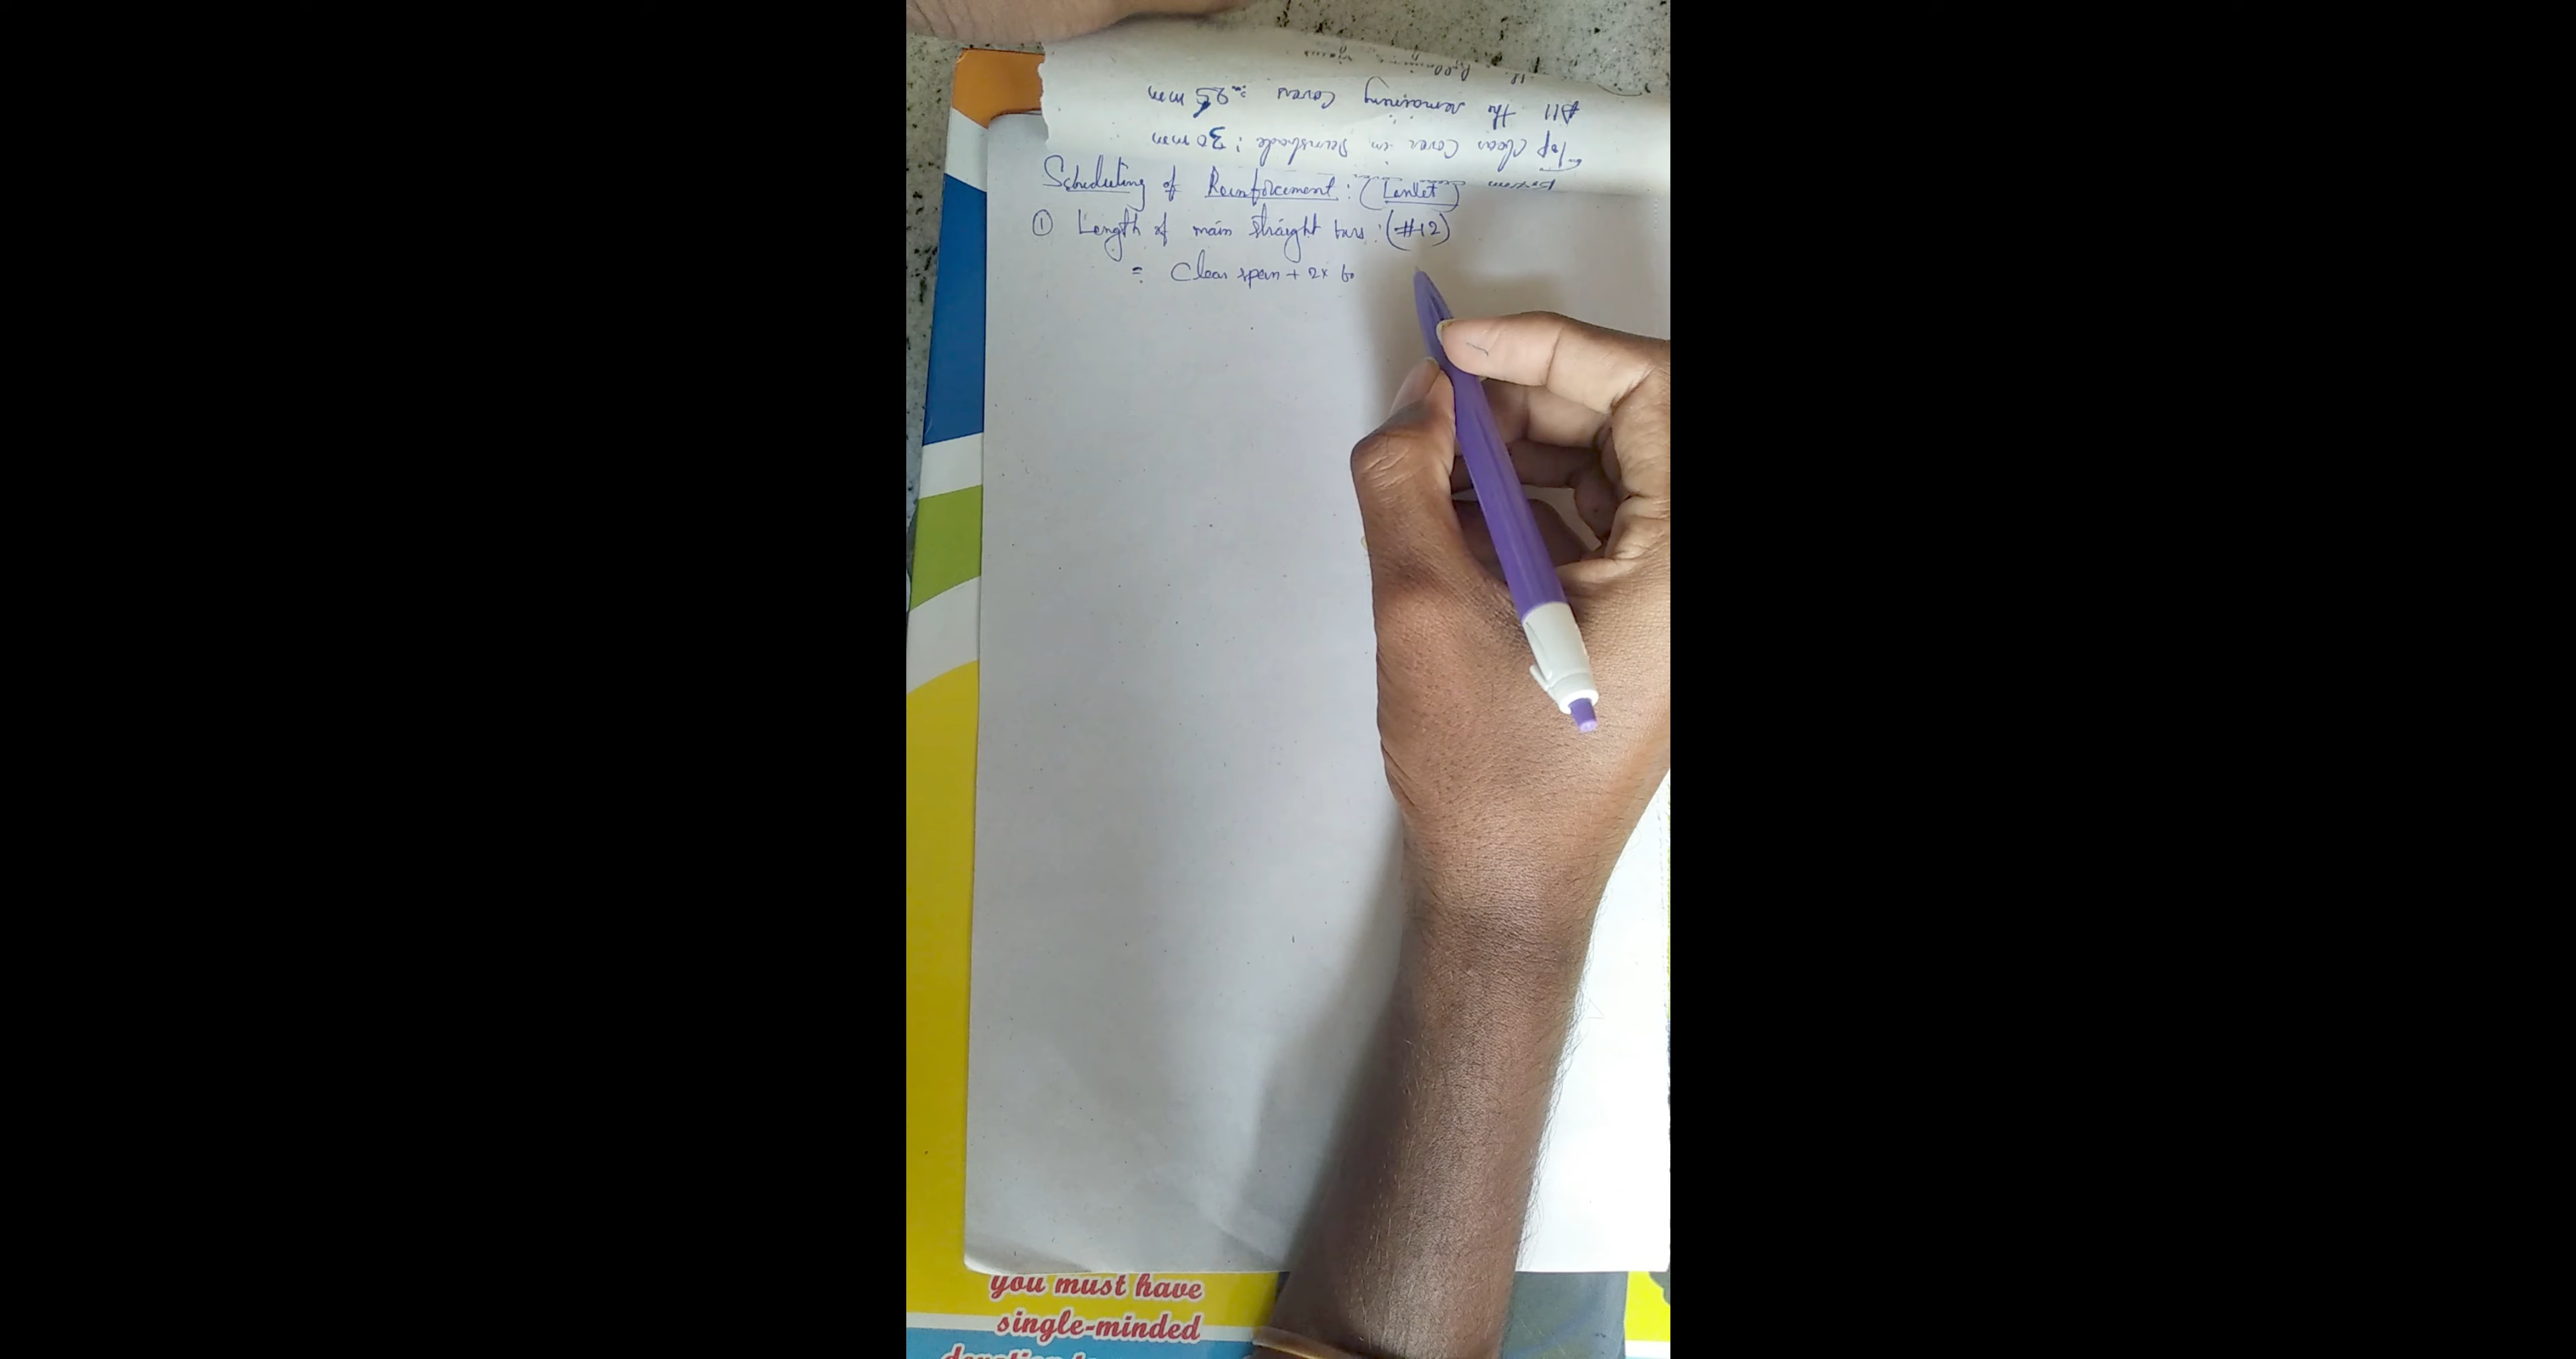 All the remaining Covers :- 25 mm
Top Clear Cover in Sunshade : 30 mm
Scheduling of Reinforcement : (Lintel)
① Length of main straight bars : (#12)
= Clear span + 2x b
you must have
single-minded